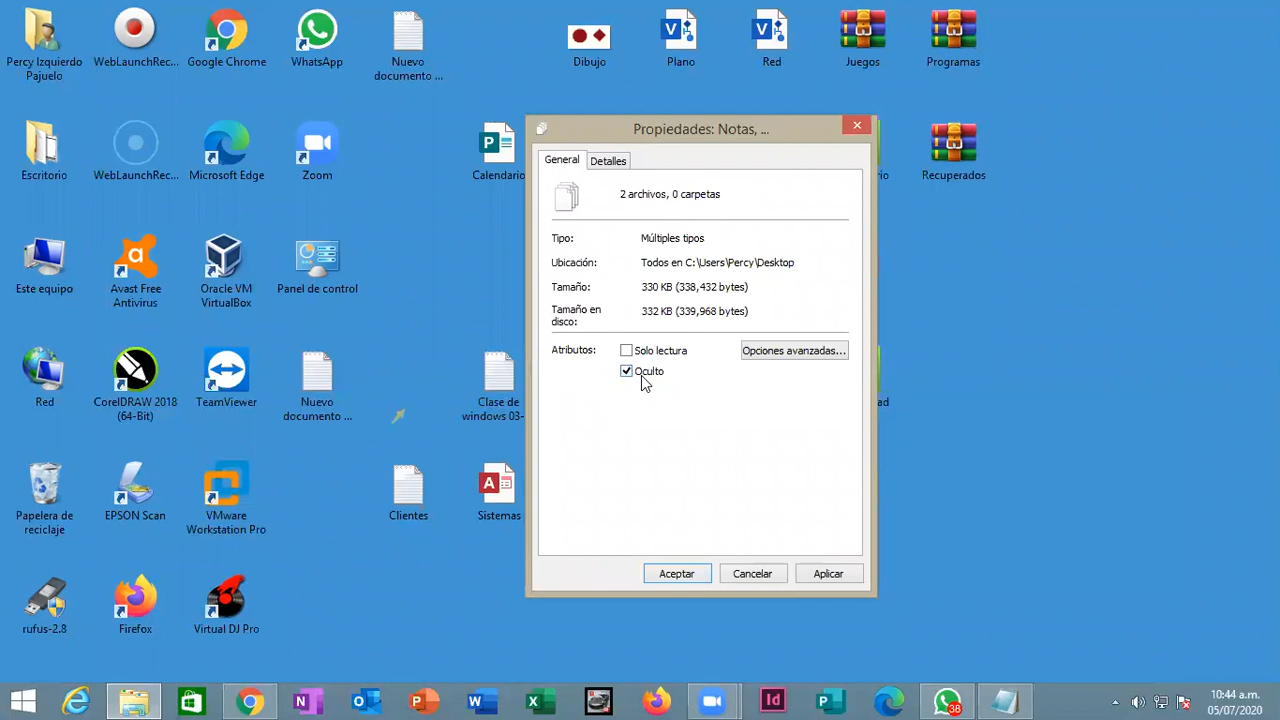 Percy Izquierdo
Pajuelo
WebLaunchRec...
Google Chrome
WhatsApp
Nuevo
documento ...
Dibujo
Plano
Red
Juegos
Programas
Escritorio
WebLaunchRec...
Microsoft Edge
Zoom
Calendario
Recuperados
Este equipo
Avast Free
Antivirus
Oracle VM
VirtualBox
Panel de control
Red
CorelDRAW 2018
(64-Bit)
TeamViewer
Nuevo
documento ...
Clase de
windows 03-
Papelera de
reciclaje
EPSON Scan
VMware
Workstation Pro
Clientes
Sistemas
rufus-2.8
Firefox
Virtual DJ Pro
Propiedades: Notas, ...
General
Detalles
2 archivos, 0 carpetas
Tipo: Múltiples tipos
Ubicación: Todos en C:\Users\Percy\Desktop
Tamaño: 330 KB (338,432 bytes)
Tamaño en
disco: 332 KB (339,968 bytes)
Atributos: Solo lectura
Opciones avanzadas...
Oculto
Aceptar
Cancelar
Aplicar
38
10:44 a.m.
05/07/2020